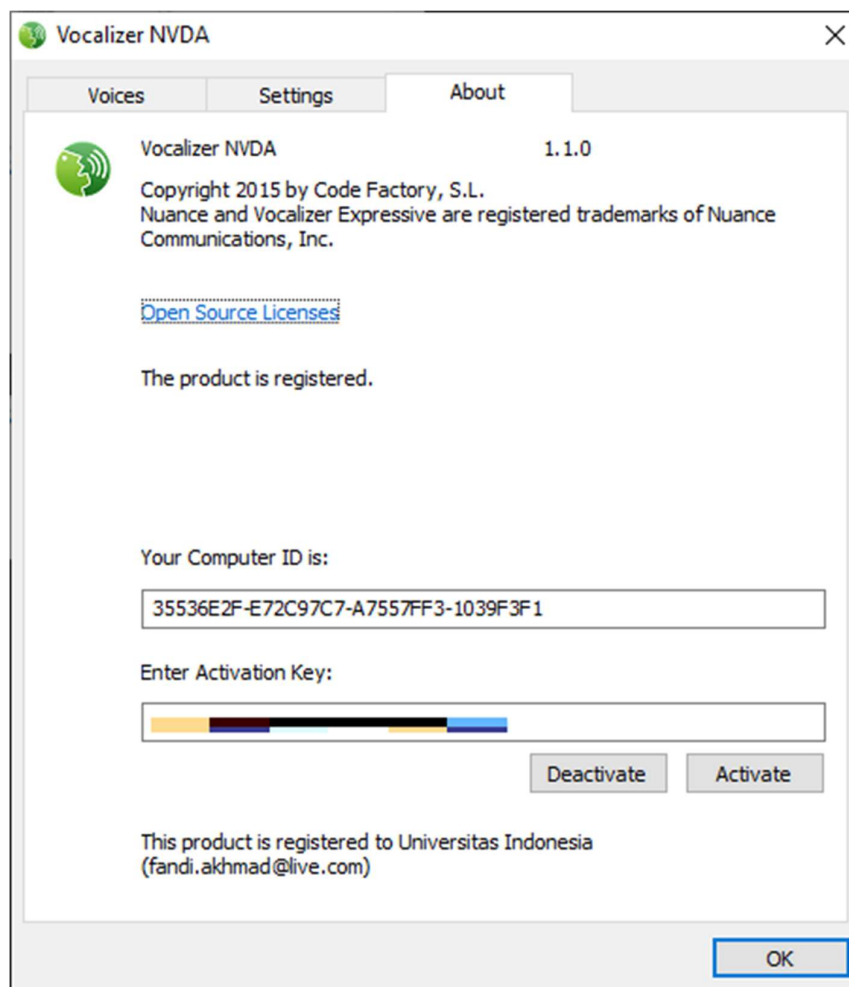 Vocalizer NVDA
Voices
Settings
About
Vocalizer NVDA 1.1.0
Copyright 2015 by Code Factory, S.L.
Nuance and Vocalizer Expressive are registered trademarks of Nuance
Communications, Inc.
Open Source Licenses
The product is registered.
Your Computer ID is:
35536E2F-E72C97C7-A7557FF3-1039F3F1
Enter Activation Key:
Deactivate
Activate
This product is registered to Universitas Indonesia
(fandi.akhmad@live.com)
OK